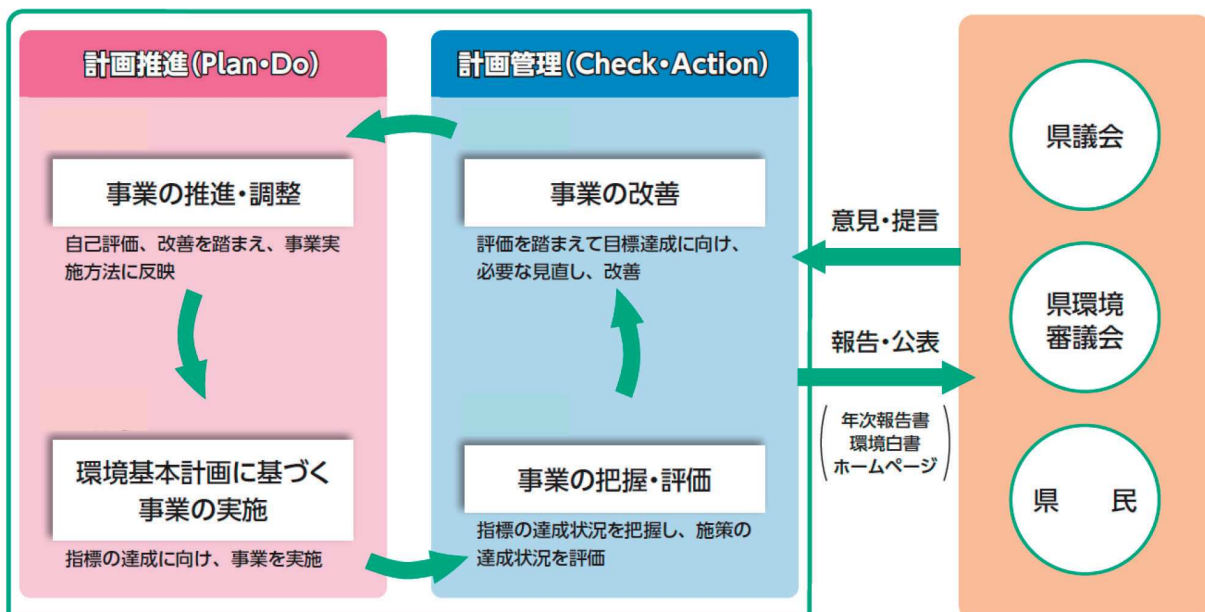 計画推進(Plan・Do)
事業の推進・調整
自己評価、改善を踏まえ、事業実
施方法に反映
環境基本計画に基づく
事業の実施
指標の達成に向け、事業を実施
計画管理(Check・Action)
事業の改善
評価を踏まえて目標達成に向け、
必要な見直し、改善
事業の把握・評価
指標の達成状況を把握し、施策の
達成状況を評価
意見・提言
報告・公表
年次報告書
環境白書
ホームページ
県議会
県環境
審議会
県　民